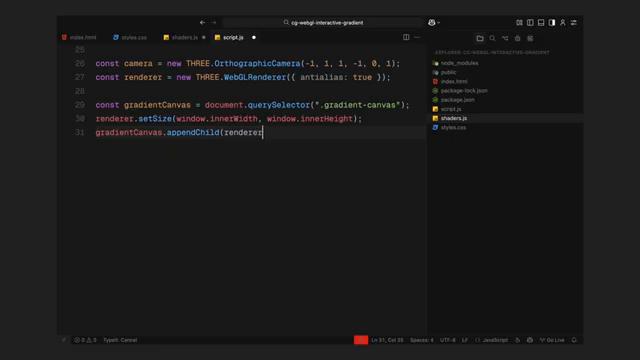 cg-webgl-interactive-gradient
index.html
styles.css
shaders.js
script.js
25
26 const camera = new THREE.OrthographicCamera(-1, 1, 1, -1, 0, 1);
27 const renderer = new THREE.WebGLRenderer({ antialias: true });
28
29 const gradientCanvas = document.querySelector(".gradient-canvas");
30 renderer.setSize(window.innerWidth, window.innerHeight);
31 gradientCanvas.appendChild(renderer
EXPLORER: CG-WEBGL-INTERACTIVE-GRADIENT
node_modules
public
index.html
package-lock.json
package.json
script.js
shaders.js
styles.css
0 0
Ln 31, Col 35
Spaces: 4
UTF-8
LF
{} JavaScript
Go Live